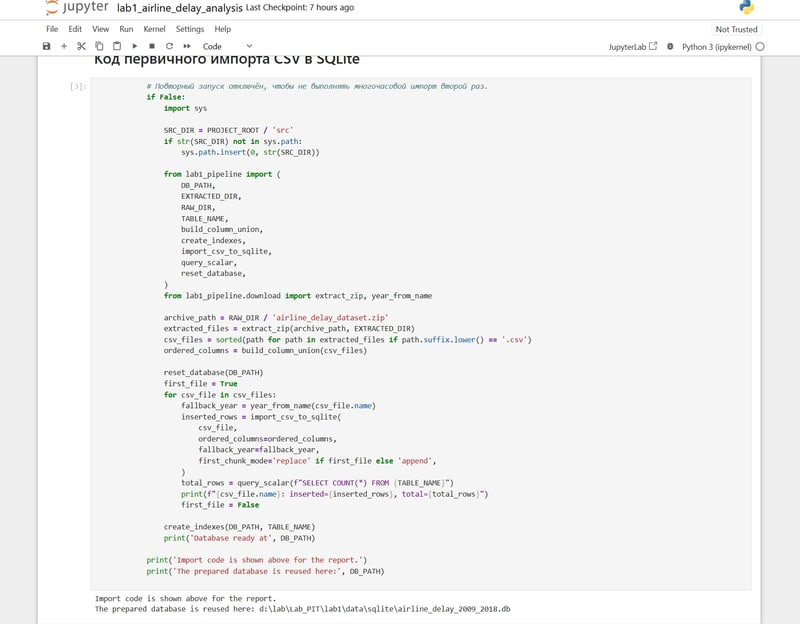 jupyter lab1_airline_delay_analysis Last Checkpoint: 7 hours ago
File Edit View Run Kernel Settings Help Not Trusted
Code JupyterLab Python 3 (ipykernel)
Код первичного импорта CSV в SQLite
[3]: # Повторный запуск отключён, чтобы не выполнять многочасовой импорт второй раз.
if False:
    import sys

    SRC_DIR = PROJECT_ROOT / 'src'
    if str(SRC_DIR) not in sys.path:
        sys.path.insert(0, str(SRC_DIR))

    from lab1_pipeline import (
        DB_PATH,
        EXTRACTED_DIR,
        RAW_DIR,
        TABLE_NAME,
        build_column_union,
        create_indexes,
        import_csv_to_sqlite,
        query_scalar,
        reset_database,
    )
    from lab1_pipeline.download import extract_zip, year_from_name

    archive_path = RAW_DIR / 'airline_delay_dataset.zip'
    extracted_files = extract_zip(archive_path, EXTRACTED_DIR)
    csv_files = sorted(path for path in extracted_files if path.suffix.lower() == '.csv')
    ordered_columns = build_column_union(csv_files)

    reset_database(DB_PATH)
    first_file = True
    for csv_file in csv_files:
        fallback_year = year_from_name(csv_file.name)
        inserted_rows = import_csv_to_sqlite(
            csv_file,
            ordered_columns=ordered_columns,
            fallback_year=fallback_year,
            first_chunk_mode='replace' if first_file else 'append',
        )
        total_rows = query_scalar(f"SELECT COUNT(*) FROM {TABLE_NAME}")
        print(f"{csv_file.name}: inserted={inserted_rows}, total={total_rows}")
        first_file = False

    create_indexes(DB_PATH, TABLE_NAME)
    print('Database ready at', DB_PATH)

print('Import code is shown above for the report.')
print('The prepared database is reused here:', DB_PATH)
Import code is shown above for the report.
The prepared database is reused here: d:\lab\Lab_PIT\lab1\data\sqlite\airline_delay_2009_2018.db